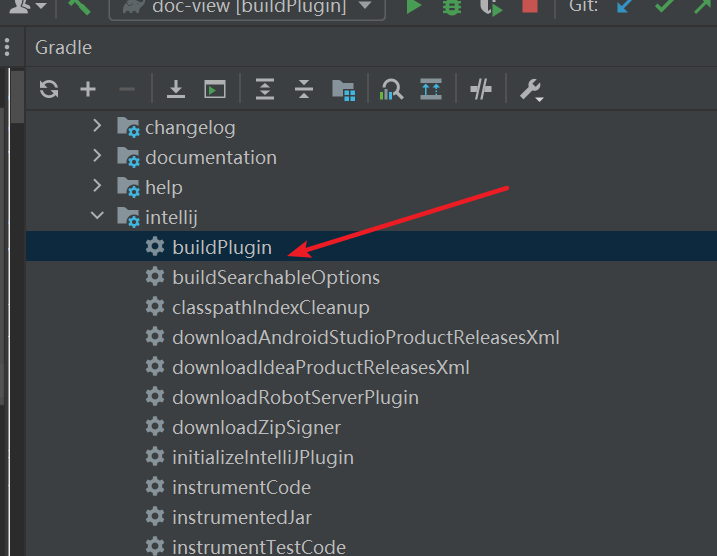 doc-view [buildPlugin]
Git:
Gradle
changelog
documentation
help
intellij
buildPlugin
buildSearchableOptions
classpathIndexCleanup
downloadAndroidStudioProductReleasesXml
downloadIdeaProductReleasesXml
downloadRobotServerPlugin
downloadZipSigner
initializeIntelliJPlugin
instrumentCode
instrumentedJar
instrumentTestCode